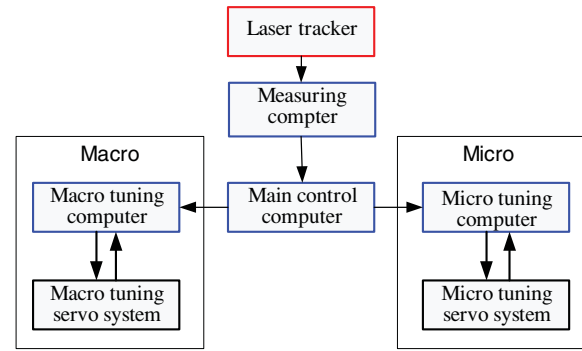 Laser tracker
Measuring
compter
Macro
Micro
Macro tuning
computer
Main control
computer
Micro tuning
computer
Macro tuning
servo system
Micro tuning
servo system